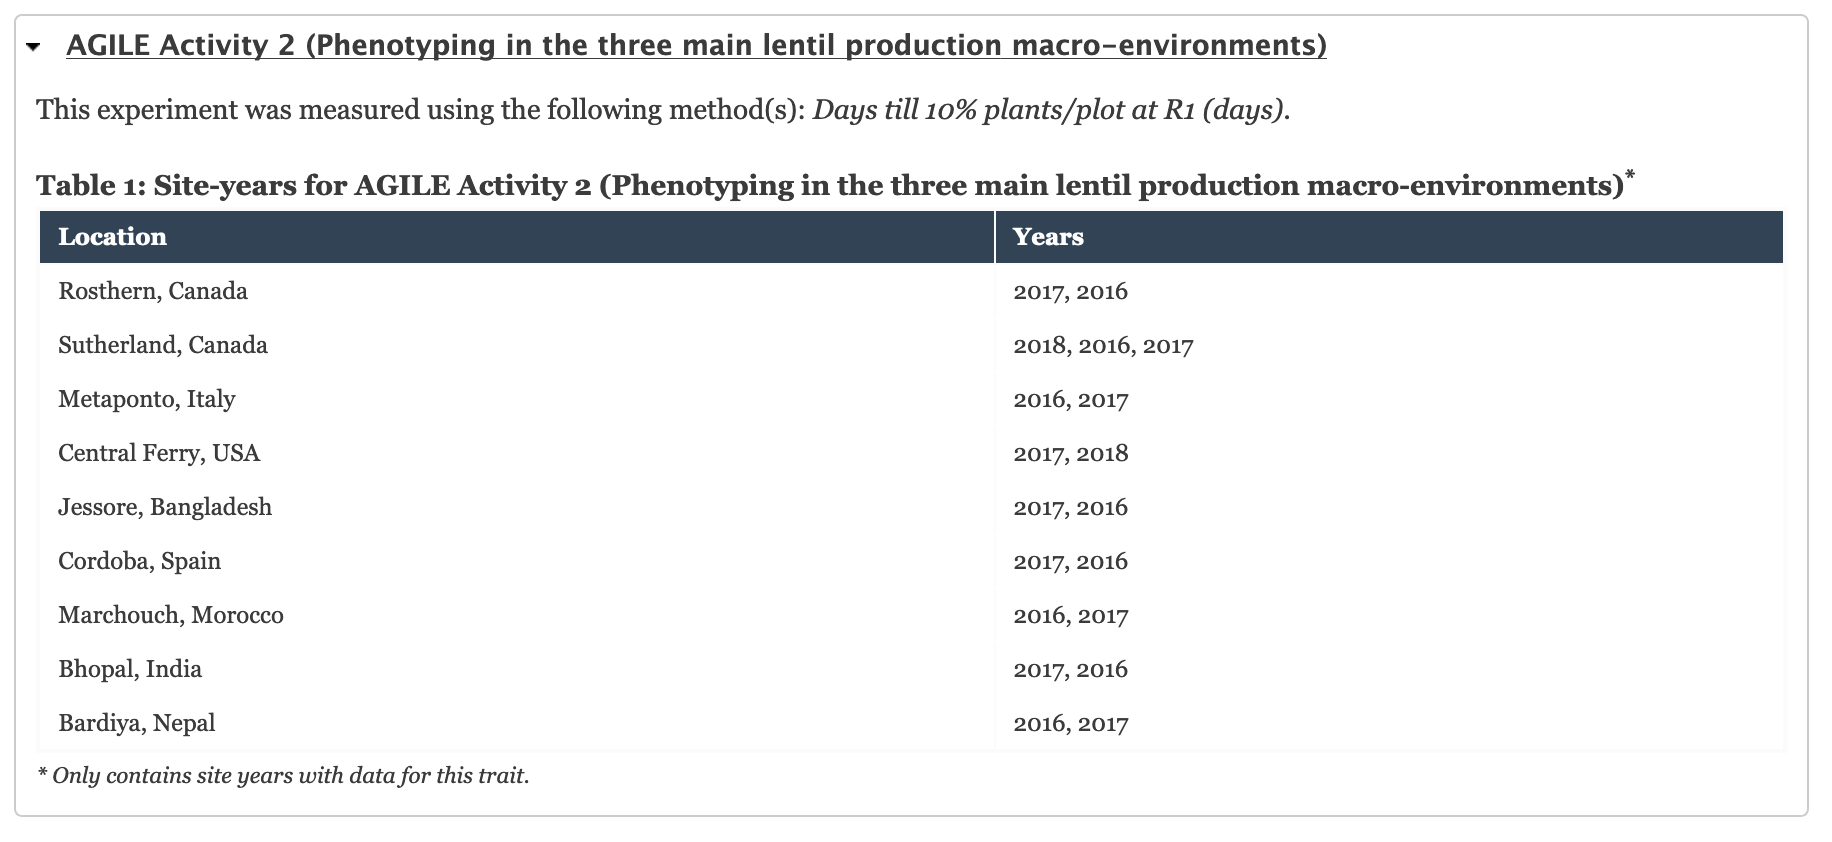 AGILE Activity 2 (Phenotyping in the three main lentil production macro-environments)
This experiment was measured using the following method(s): Days till 10% plants/plot at R1 (days).
Table 1: Site-years for AGILE Activity 2 (Phenotyping in the three main lentil production macro-environments)*
Location Years
Rosthern, Canada 2017, 2016
Sutherland, Canada 2018, 2016, 2017
Metaponto, Italy 2016, 2017
Central Ferry, USA 2017, 2018
Jessore, Bangladesh 2017, 2016
Cordoba, Spain 2017, 2016
Marchouch, Morocco 2016, 2017
Bhopal, India 2017, 2016
Bardiya, Nepal 2016, 2017
* Only contains site years with data for this trait.